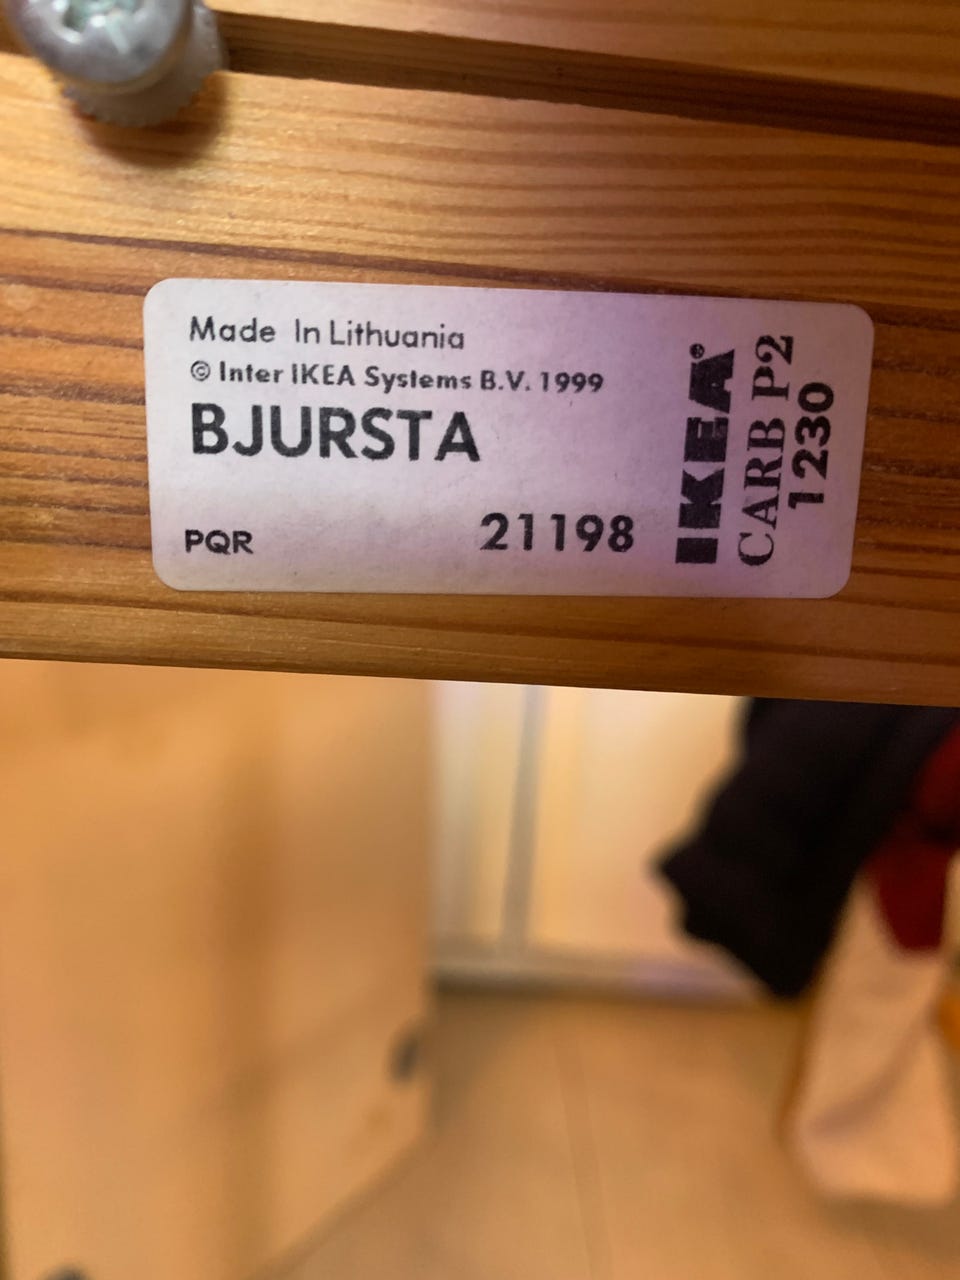 Made In Lithuania
© Inter IKEA Systems B.V. 1999
BJURSTA
PQR 21198
IKEA®
CARB P2
1230